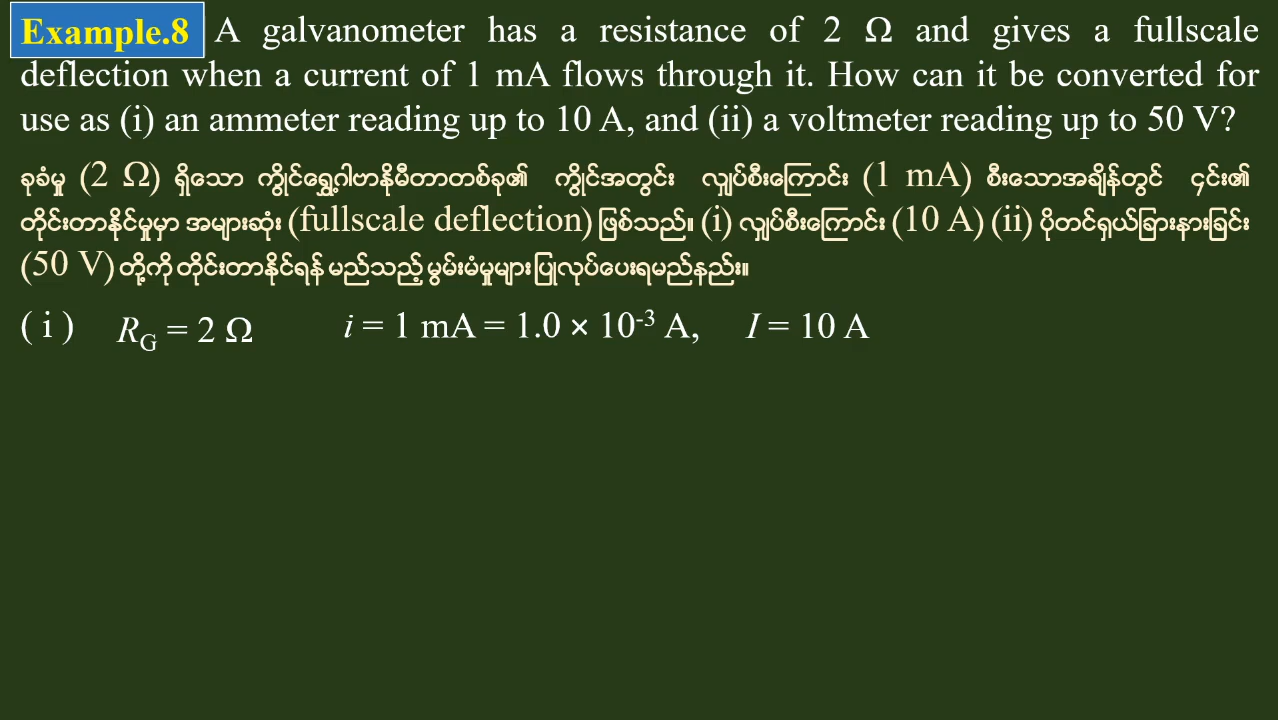 Example.8 A galvanometer has a resistance of 2 Ω and gives a fullscale
deflection when a current of 1 mA flows through it. How can it be converted for
use as (i) an ammeter reading up to 10 A, and (ii) a voltmeter reading up to 50 V?
ခုခံမှု (2 Ω) ရှိသော ကွိုင်ရွေ့ဂါဗာနိုမီတာတစ်ခု၏ ကွိုင်အတွင်း လျှပ်စီးကြောင်း (1 mA) စီးသောအချိန်တွင် ၄င်း၏
တိုင်းတာနိုင်မှုမှာ အများဆုံး (fullscale deflection) ဖြစ်သည်။ (i) လျှပ်စီးကြောင်း (10 A) (ii) ပိုတင်ရှယ်ခြားနားခြင်း
(50 V) တို့ကို တိုင်းတာနိုင်ရန် မည်သည့် မွမ်းမံမှုများ ပြုလုပ်ပေးရမည်နည်း။
( i ) R_G = 2 Ω i = 1 mA = 1.0 × 10⁻³ A, I = 10 A